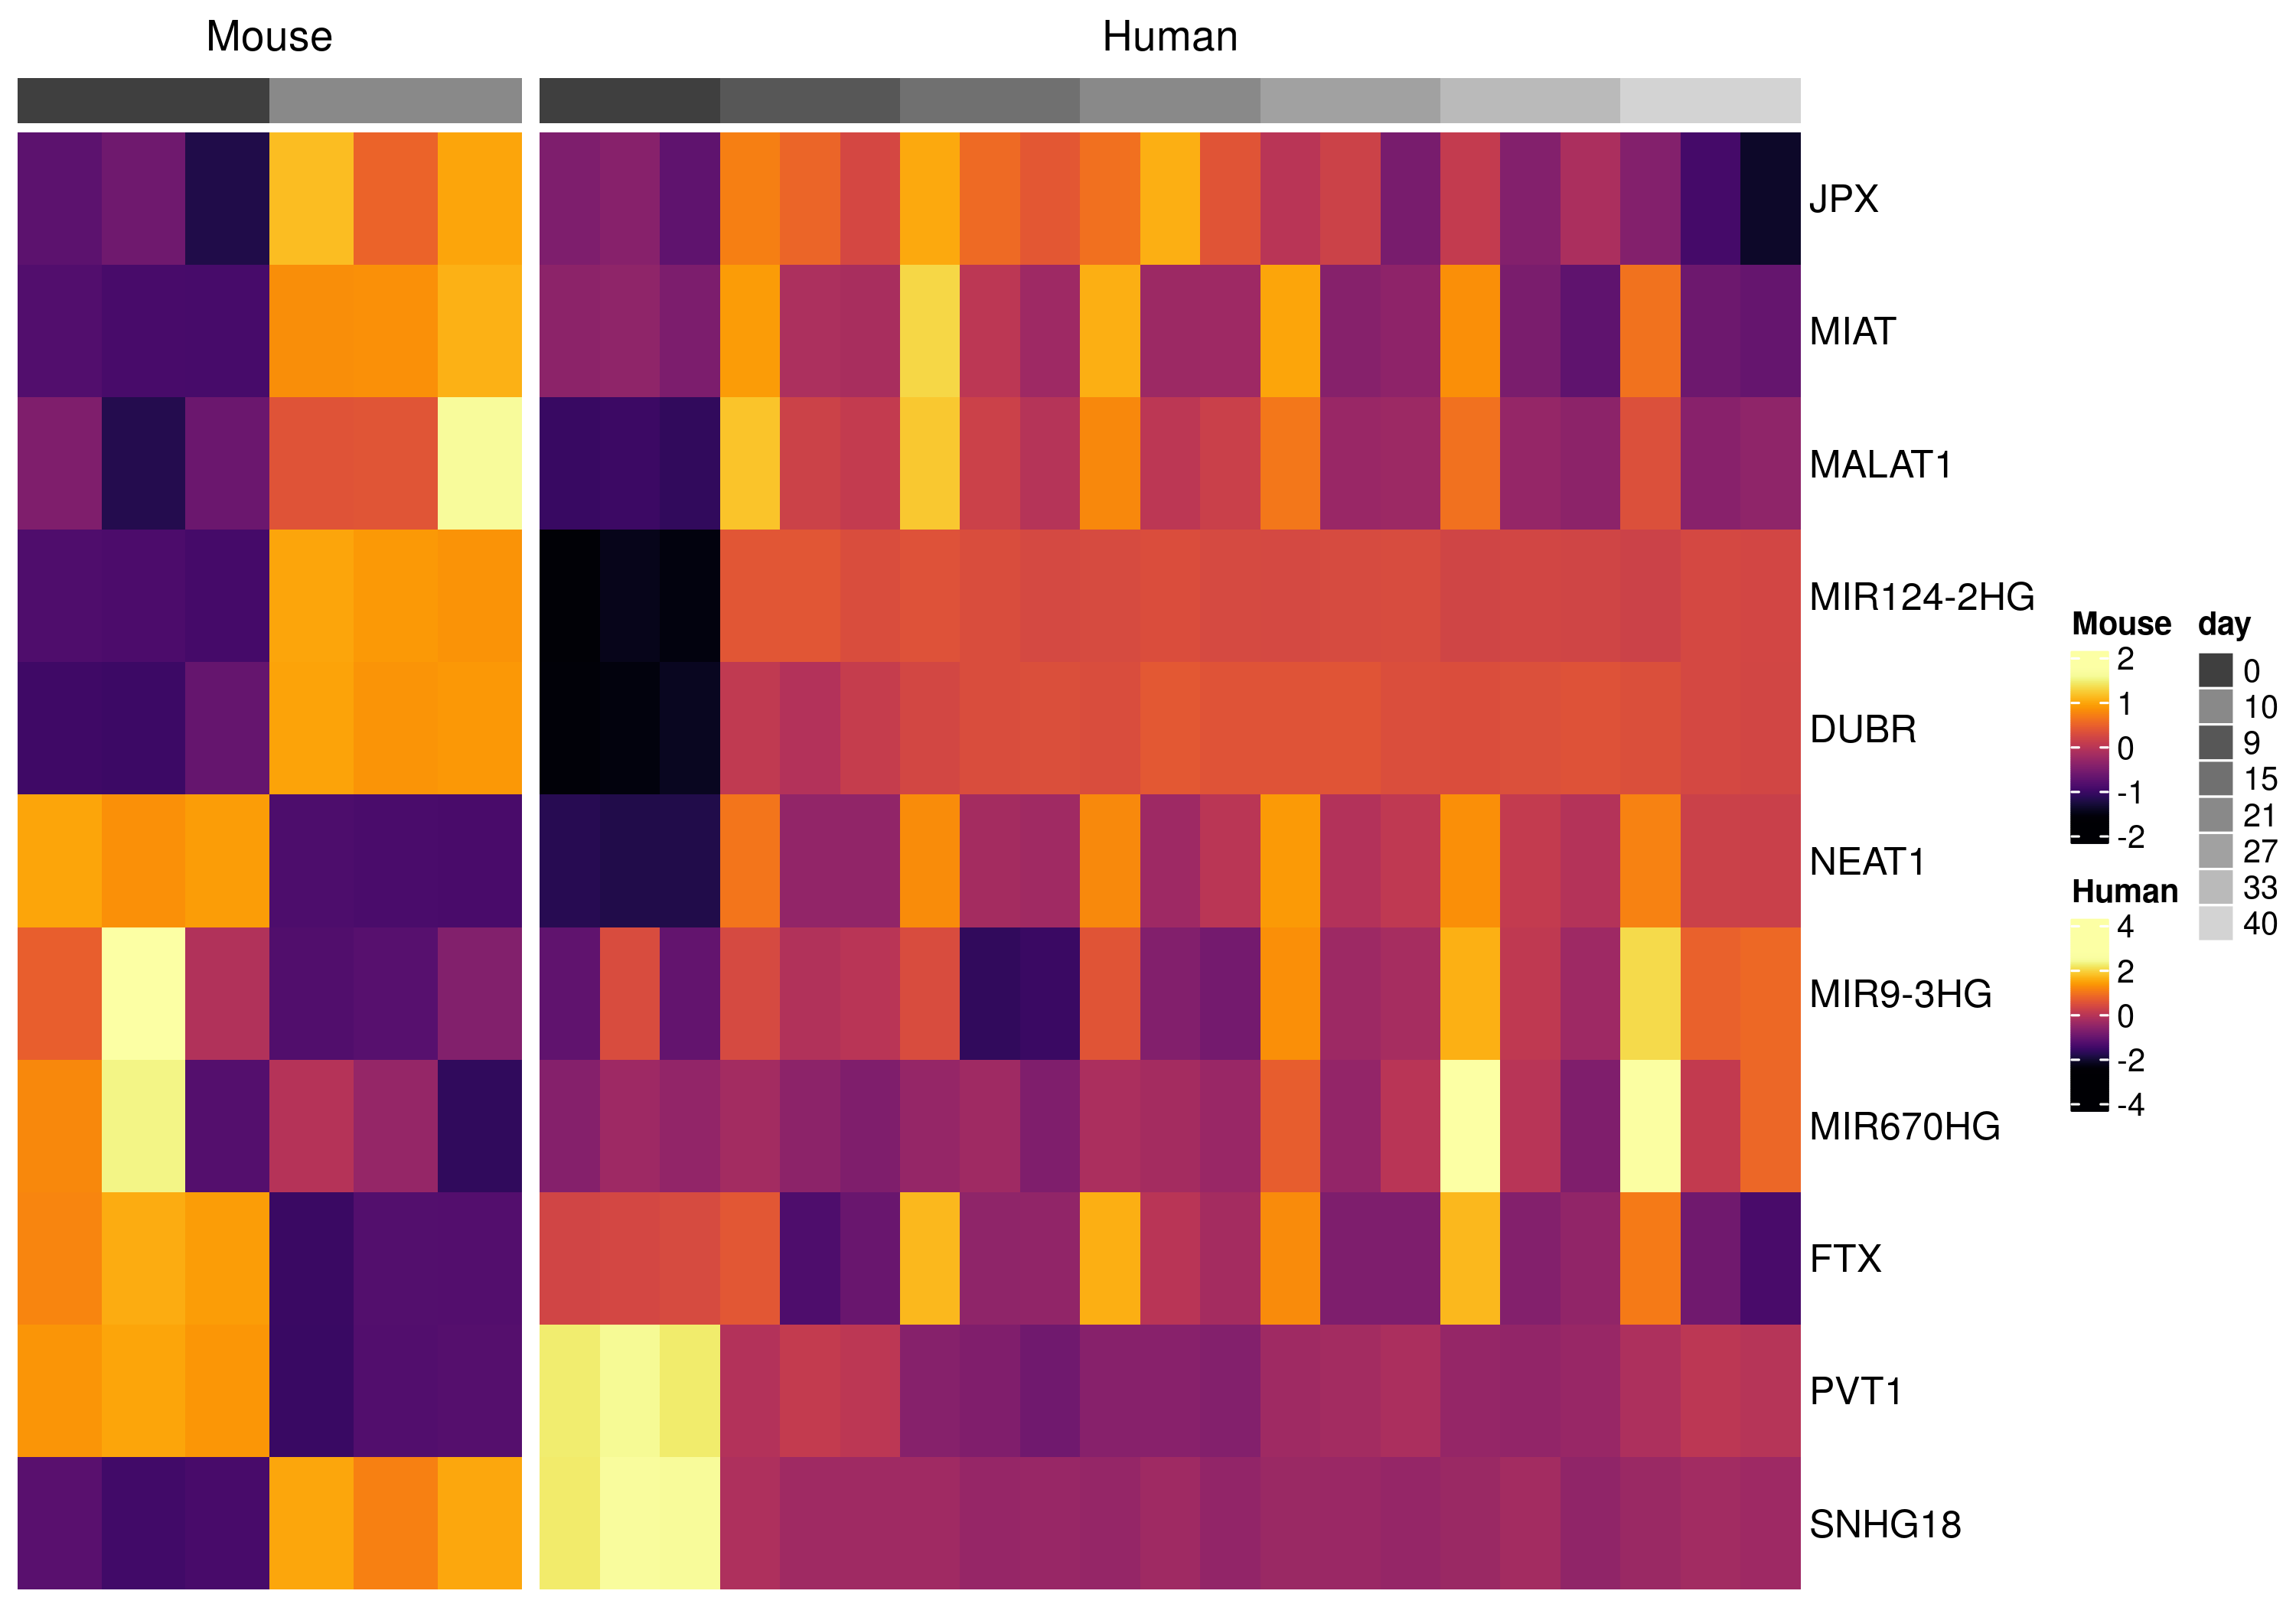 Mouse
Human
JPX
MIAT
MALAT1
MIR124-2HG
DUBR
NEAT1
MIR9-3HG
MIR670HG
FTX
PVT1
SNHG18
Mouse
2
1
0
-1
-2
Human
4
2
0
-2
-4
day
0
10
9
15
21
27
33
40